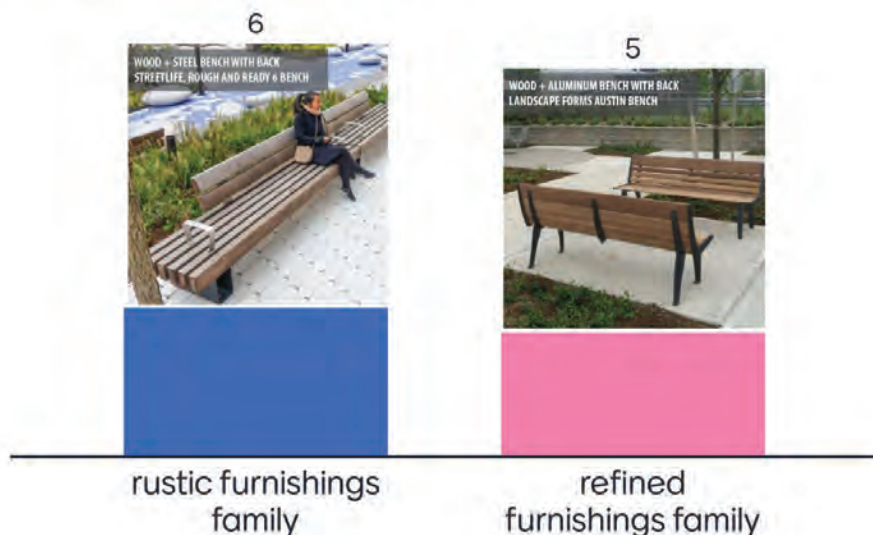 6
WOOD + STEEL BENCH WITH BACK
STREETLIFE, ROUGH AND READY 6 BENCH
5
WOOD + ALUMINUM BENCH WITH BACK
LANDSCAPE FORMS AUSTIN BENCH
rustic furnishings
family
refined
furnishings family